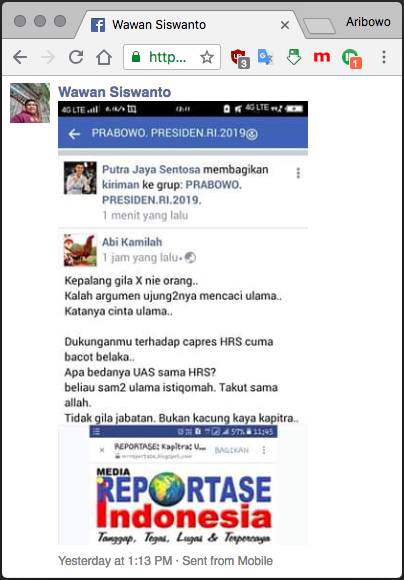 Wawan Siswanto
Aribowo
http...
3
1
Wawan Siswanto
4G LTE
4G LTE
PRABOWO. PRESIDEN.RI.2019©
Putra Jaya Sentosa membagikan
kiriman ke grup: PRABOWO.
PRESIDEN.RI.2019.
1 menit yang lalu
Abi Kamilah
1 jam yang lalu
Kepalang gila X nie orang..
Kalah argumen ujung2nya mencaci ulama..
Katanya cinta ulama..
Dukunganmu terhadap capres HRS cuma
bacot belaka..
Apa bedanya UAS sama HRS?
beliau sam2 ulama istiqomah. Takut sama
allah.
Tidak gila jabatan. Bukan kacung kaya kapitra..
57% 11:45
REPORTASE: Kapitra: U...
BAGIKAN
MEDIA
REPORTASE
Indonesia
Tanggap, Tegas, Lugas & Terpercaya
Yesterday at 1:13 PM · Sent from Mobile